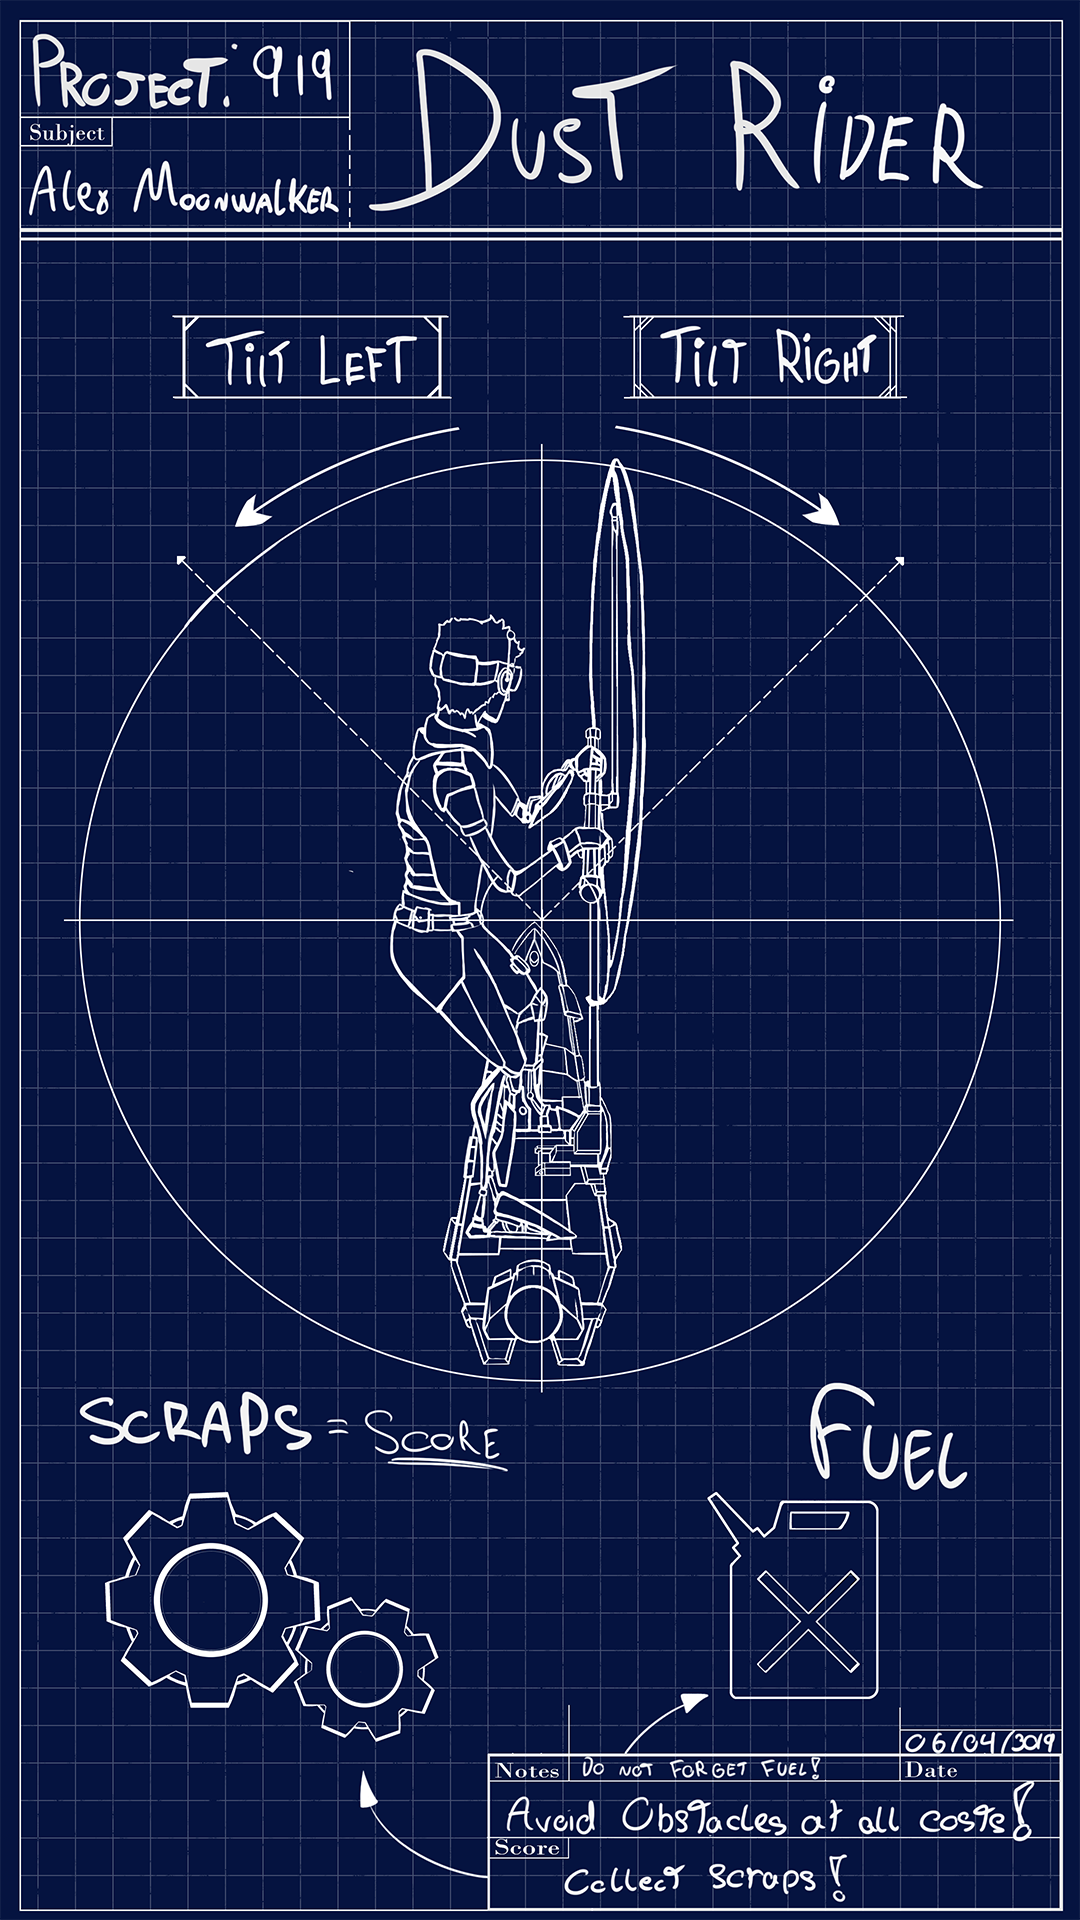 PROJECT: 919
DUST RIDER
Subject
Alex MOONWALKER
TILT LEFT
TILT RIGHT
SCRAPS = SCORE
FUEL
06/04/3019
Notes
DO NOT FORGET FUEL!
Date
Avoid Obstacles at all costs!
Score
Collect scraps!